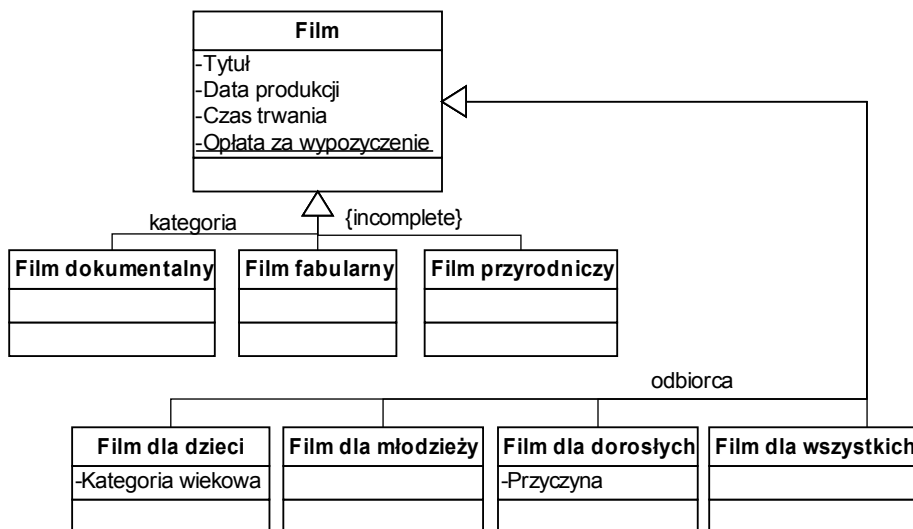 Film
-Tytuł
-Data produkcji
-Czas trwania
-Opłata za wypozyczenie
kategoria
{incomplete}
Film dokumentalny
Film fabularny
Film przyrodniczy
odbiorca
Film dla dzieci
-Kategoria wiekowa
Film dla młodzieży
Film dla dorosłych
-Przyczyna
Film dla wszystkich